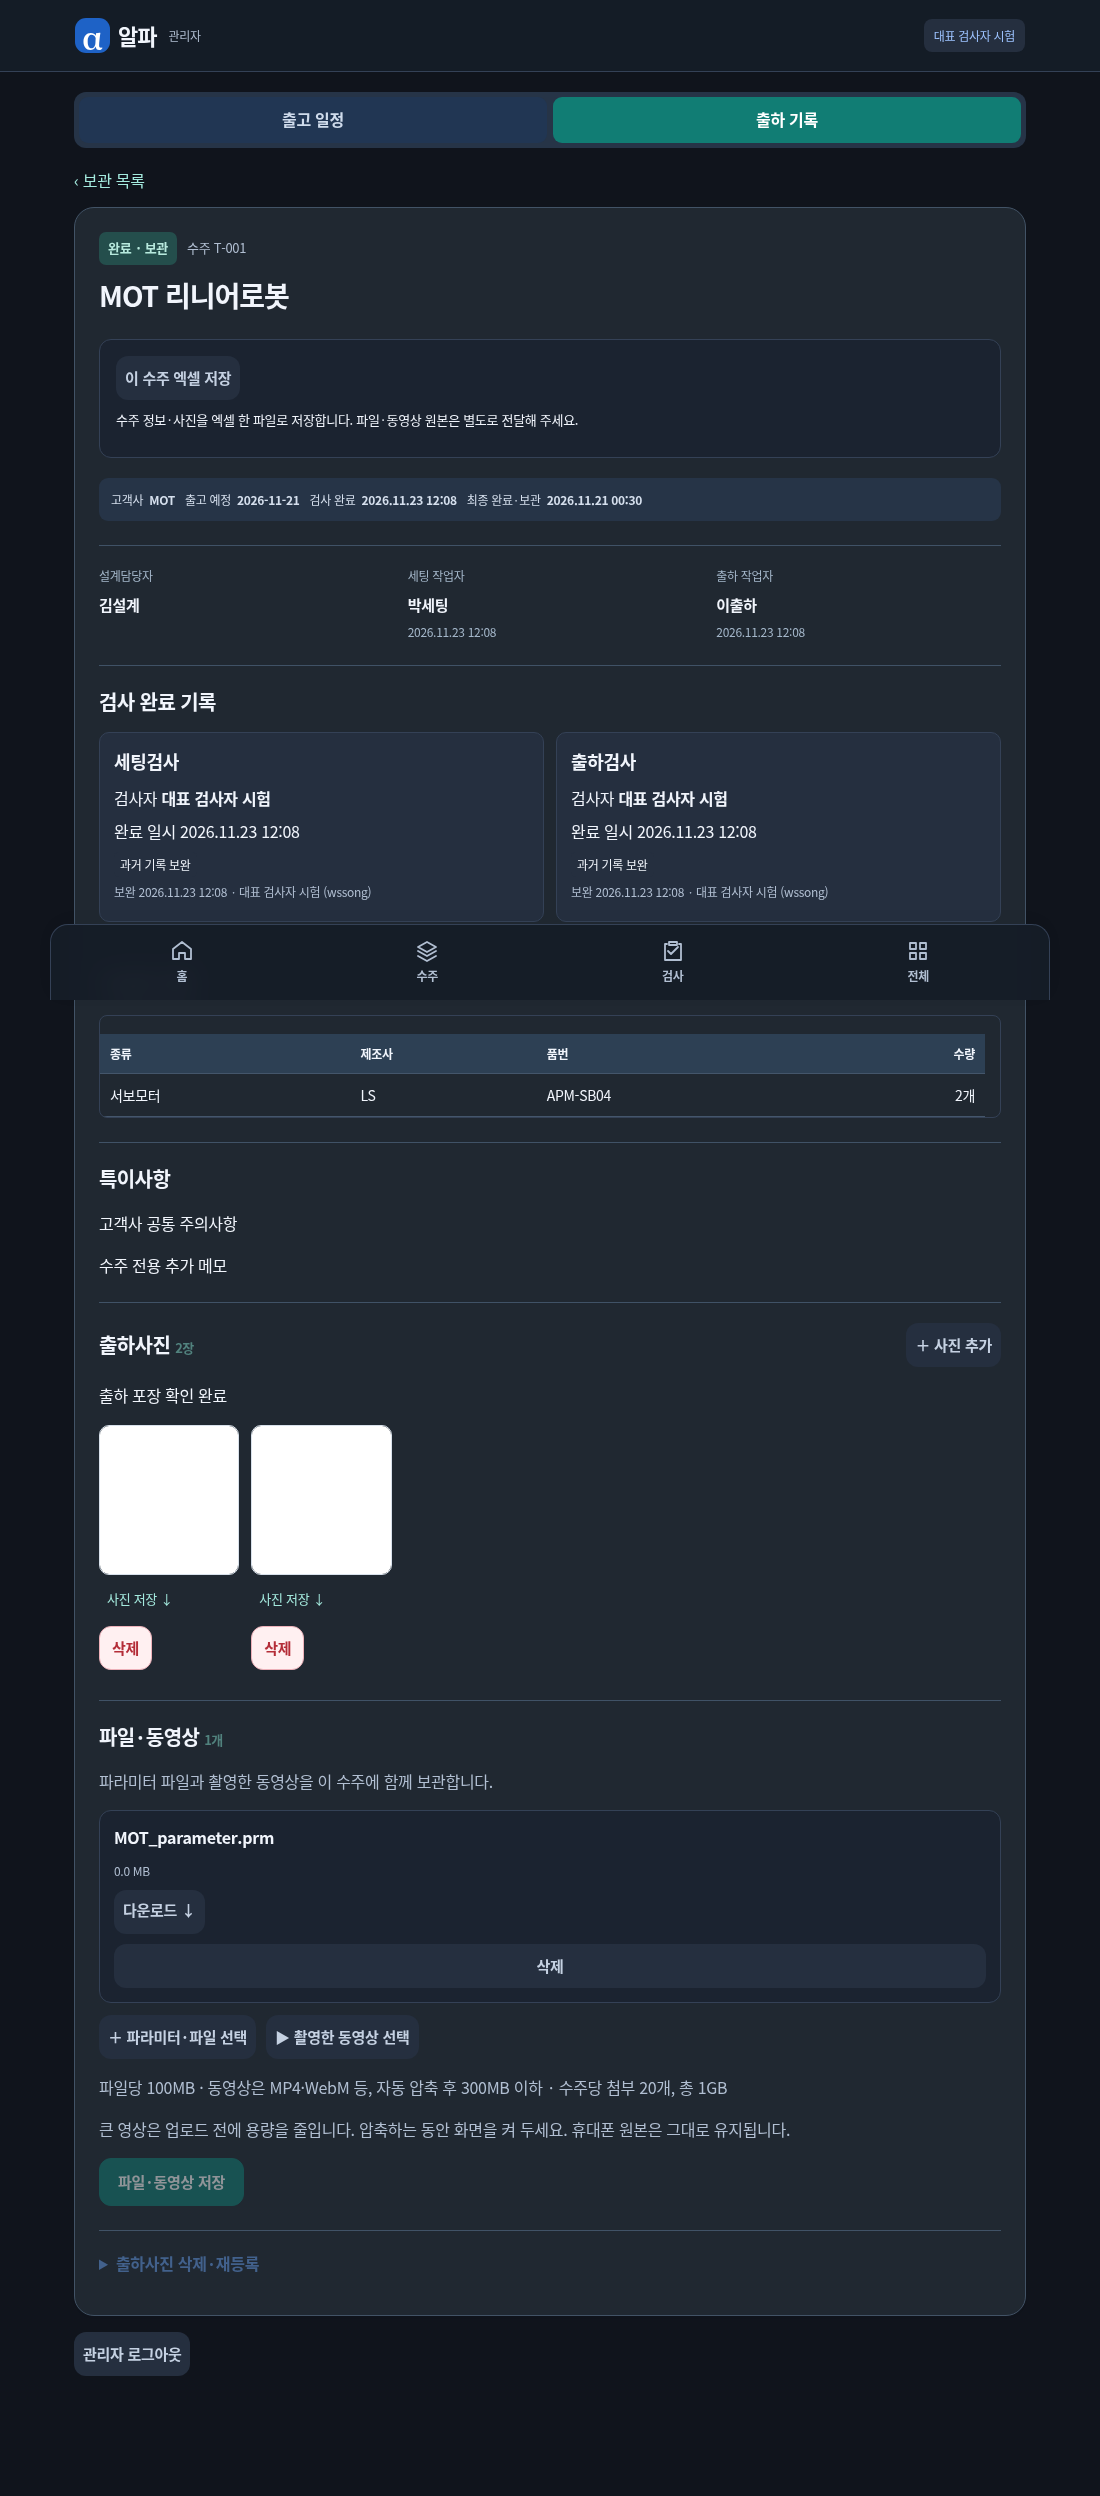 α 알파 관리자
대표 검사자 시험
출고 일정
출하 기록
‹ 보관 목록
완료 · 보관 수주 T-001
MOT 리니어로봇
이 수주 엑셀 저장
수주 정보·사진을 엑셀 한 파일로 저장합니다. 파일·동영상 원본은 별도로 전달해 주세요.
고객사 MOT 출고 예정 2026-11-21 검사 완료 2026.11.23 12:08 최종 완료·보관 2026.11.21 00:30
설계담당자
김설계
세팅 작업자
박세팅
2026.11.23 12:08
출하 작업자
이출하
2026.11.23 12:08
검사 완료 기록
세팅검사
검사자 대표 검사자 시험
완료 일시 2026.11.23 12:08
과거 기록 보완
보완 2026.11.23 12:08 · 대표 검사자 시험 (wssong)
출하검사
검사자 대표 검사자 시험
완료 일시 2026.11.23 12:08
과거 기록 보완
보완 2026.11.23 12:08 · 대표 검사자 시험 (wssong)
홈
수주
검사
전체
종류 제조사 품번 수량
서보모터 LS APM-SB04 2개
특이사항
고객사 공통 주의사항
수주 전용 추가 메모
출하사진 2장
+ 사진 추가
출하 포장 확인 완료
사진 저장 ↓
사진 저장 ↓
삭제
삭제
파일·동영상 1개
파라미터 파일과 촬영한 동영상을 이 수주에 함께 보관합니다.
MOT_parameter.prm
0.0 MB
다운로드 ↓
삭제
+ 파라미터·파일 선택
▶ 촬영한 동영상 선택
파일당 100MB · 동영상은 MP4·WebM 등, 자동 압축 후 300MB 이하 · 수주당 첨부 20개, 총 1GB
큰 영상은 업로드 전에 용량을 줄입니다. 압축하는 동안 화면을 켜 두세요. 휴대폰 원본은 그대로 유지됩니다.
파일·동영상 저장
▶ 출하사진 삭제·재등록
관리자 로그아웃